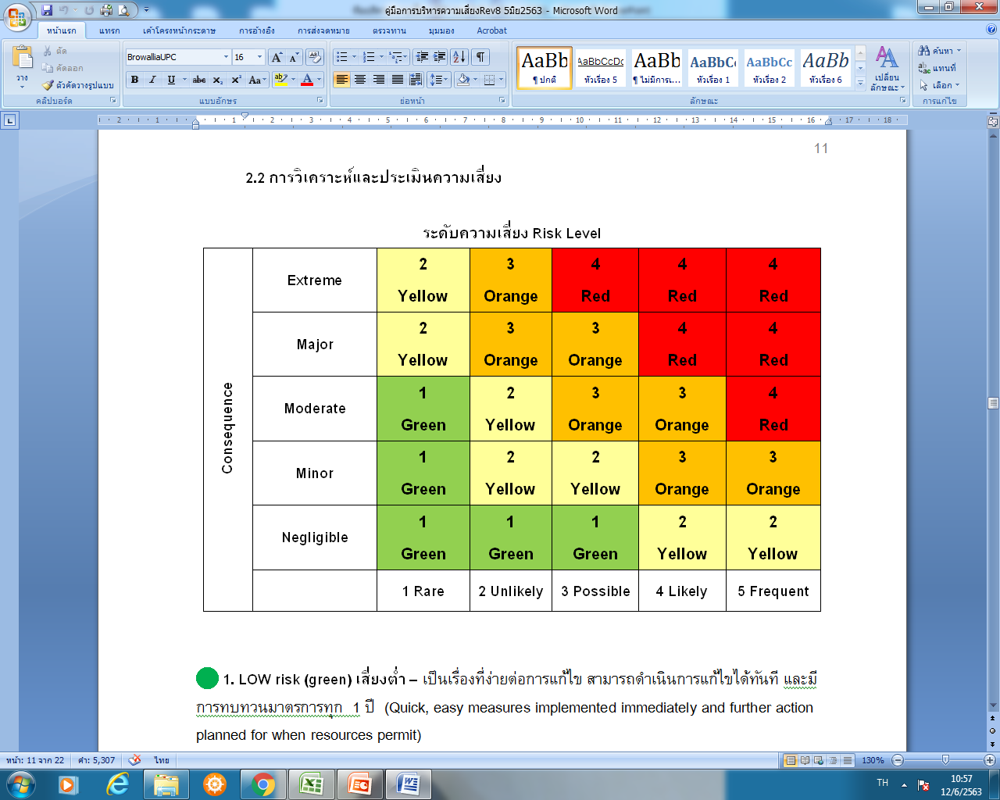 คู่มือการบริหารความเสี่ยงRev8 5มิย2563 - Microsoft Word
หน้าแรก แทรก เค้าโครงหน้ากระดาษ การอ้างอิง การส่งจดหมาย ตรวจทาน มุมมอง Acrobat
วาง
ตัด
คัดลอก
ตัวคัดวางรูปแบบ
คลิปบอร์ด
BrowalliaUPC 16
แบบอักษร
ย่อหน้า
AaBb AaBbCcDc AaBb AaBbC AaBbCc AaBb
¶ ปกติ หัวเรื่อง 5 ¶ ไม่มีการเ... หัวเรื่อง 1 หัวเรื่อง 2 หัวเรื่อง 6
เปลี่ยน
ลักษณะ
ลักษณะ
ค้นหา
แทนที่
เลือก
การแก้ไข
2 1 1 2 3 4 5 6 7 8 9 10 11 12 13 14 15 16 17 18
11
2.2 การวิเคราะห์และประเมินความเสี่ยง
ระดับความเสี่ยง Risk Level
Consequence
Extreme 2 Yellow 3 Orange 4 Red 4 Red 4 Red
Major 2 Yellow 3 Orange 3 Orange 4 Red 4 Red
Moderate 1 Green 2 Yellow 3 Orange 3 Orange 4 Red
Minor 1 Green 2 Yellow 2 Yellow 3 Orange 3 Orange
Negligible 1 Green 1 Green 1 Green 2 Yellow 2 Yellow
1 Rare 2 Unlikely 3 Possible 4 Likely 5 Frequent
1. LOW risk (green) เสี่ยงต่ำ – เป็นเรื่องที่ง่ายต่อการแก้ไข สามารถดำเนินการแก้ไขได้ทันที และมี
การทบทวนมาตรการทุก 1 ปี (Quick, easy measures implemented immediately and further action
planned for when resources permit)
หน้า: 11 จาก 22 คำ: 5,307 ไทย 130%
TH 10:57
12/6/2563